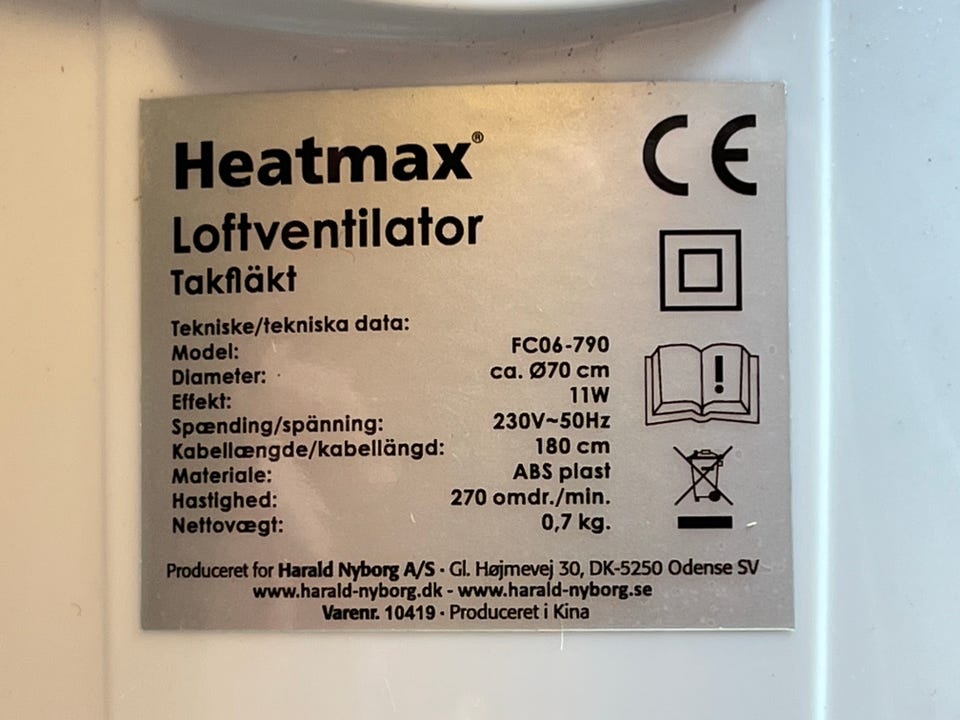 Heatmax®
CE
Loftventilator
Takfläkt
Tekniske/tekniska data:
Model: FC06-790
Diameter: ca. Ø70 cm
Effekt: 11W
Spænding/spänning: 230V~50Hz
Kabellængde/kabellängd: 180 cm
Materiale: ABS plast
Hastighed: 270 omdr./min.
Nettovægt: 0,7 kg.
Produceret for Harald Nyborg A/S · Gl. Højmevej 30, DK-5250 Odense SV
www.harald-nyborg.dk - www.harald-nyborg.se
Varenr. 10419 · Produceret i Kina